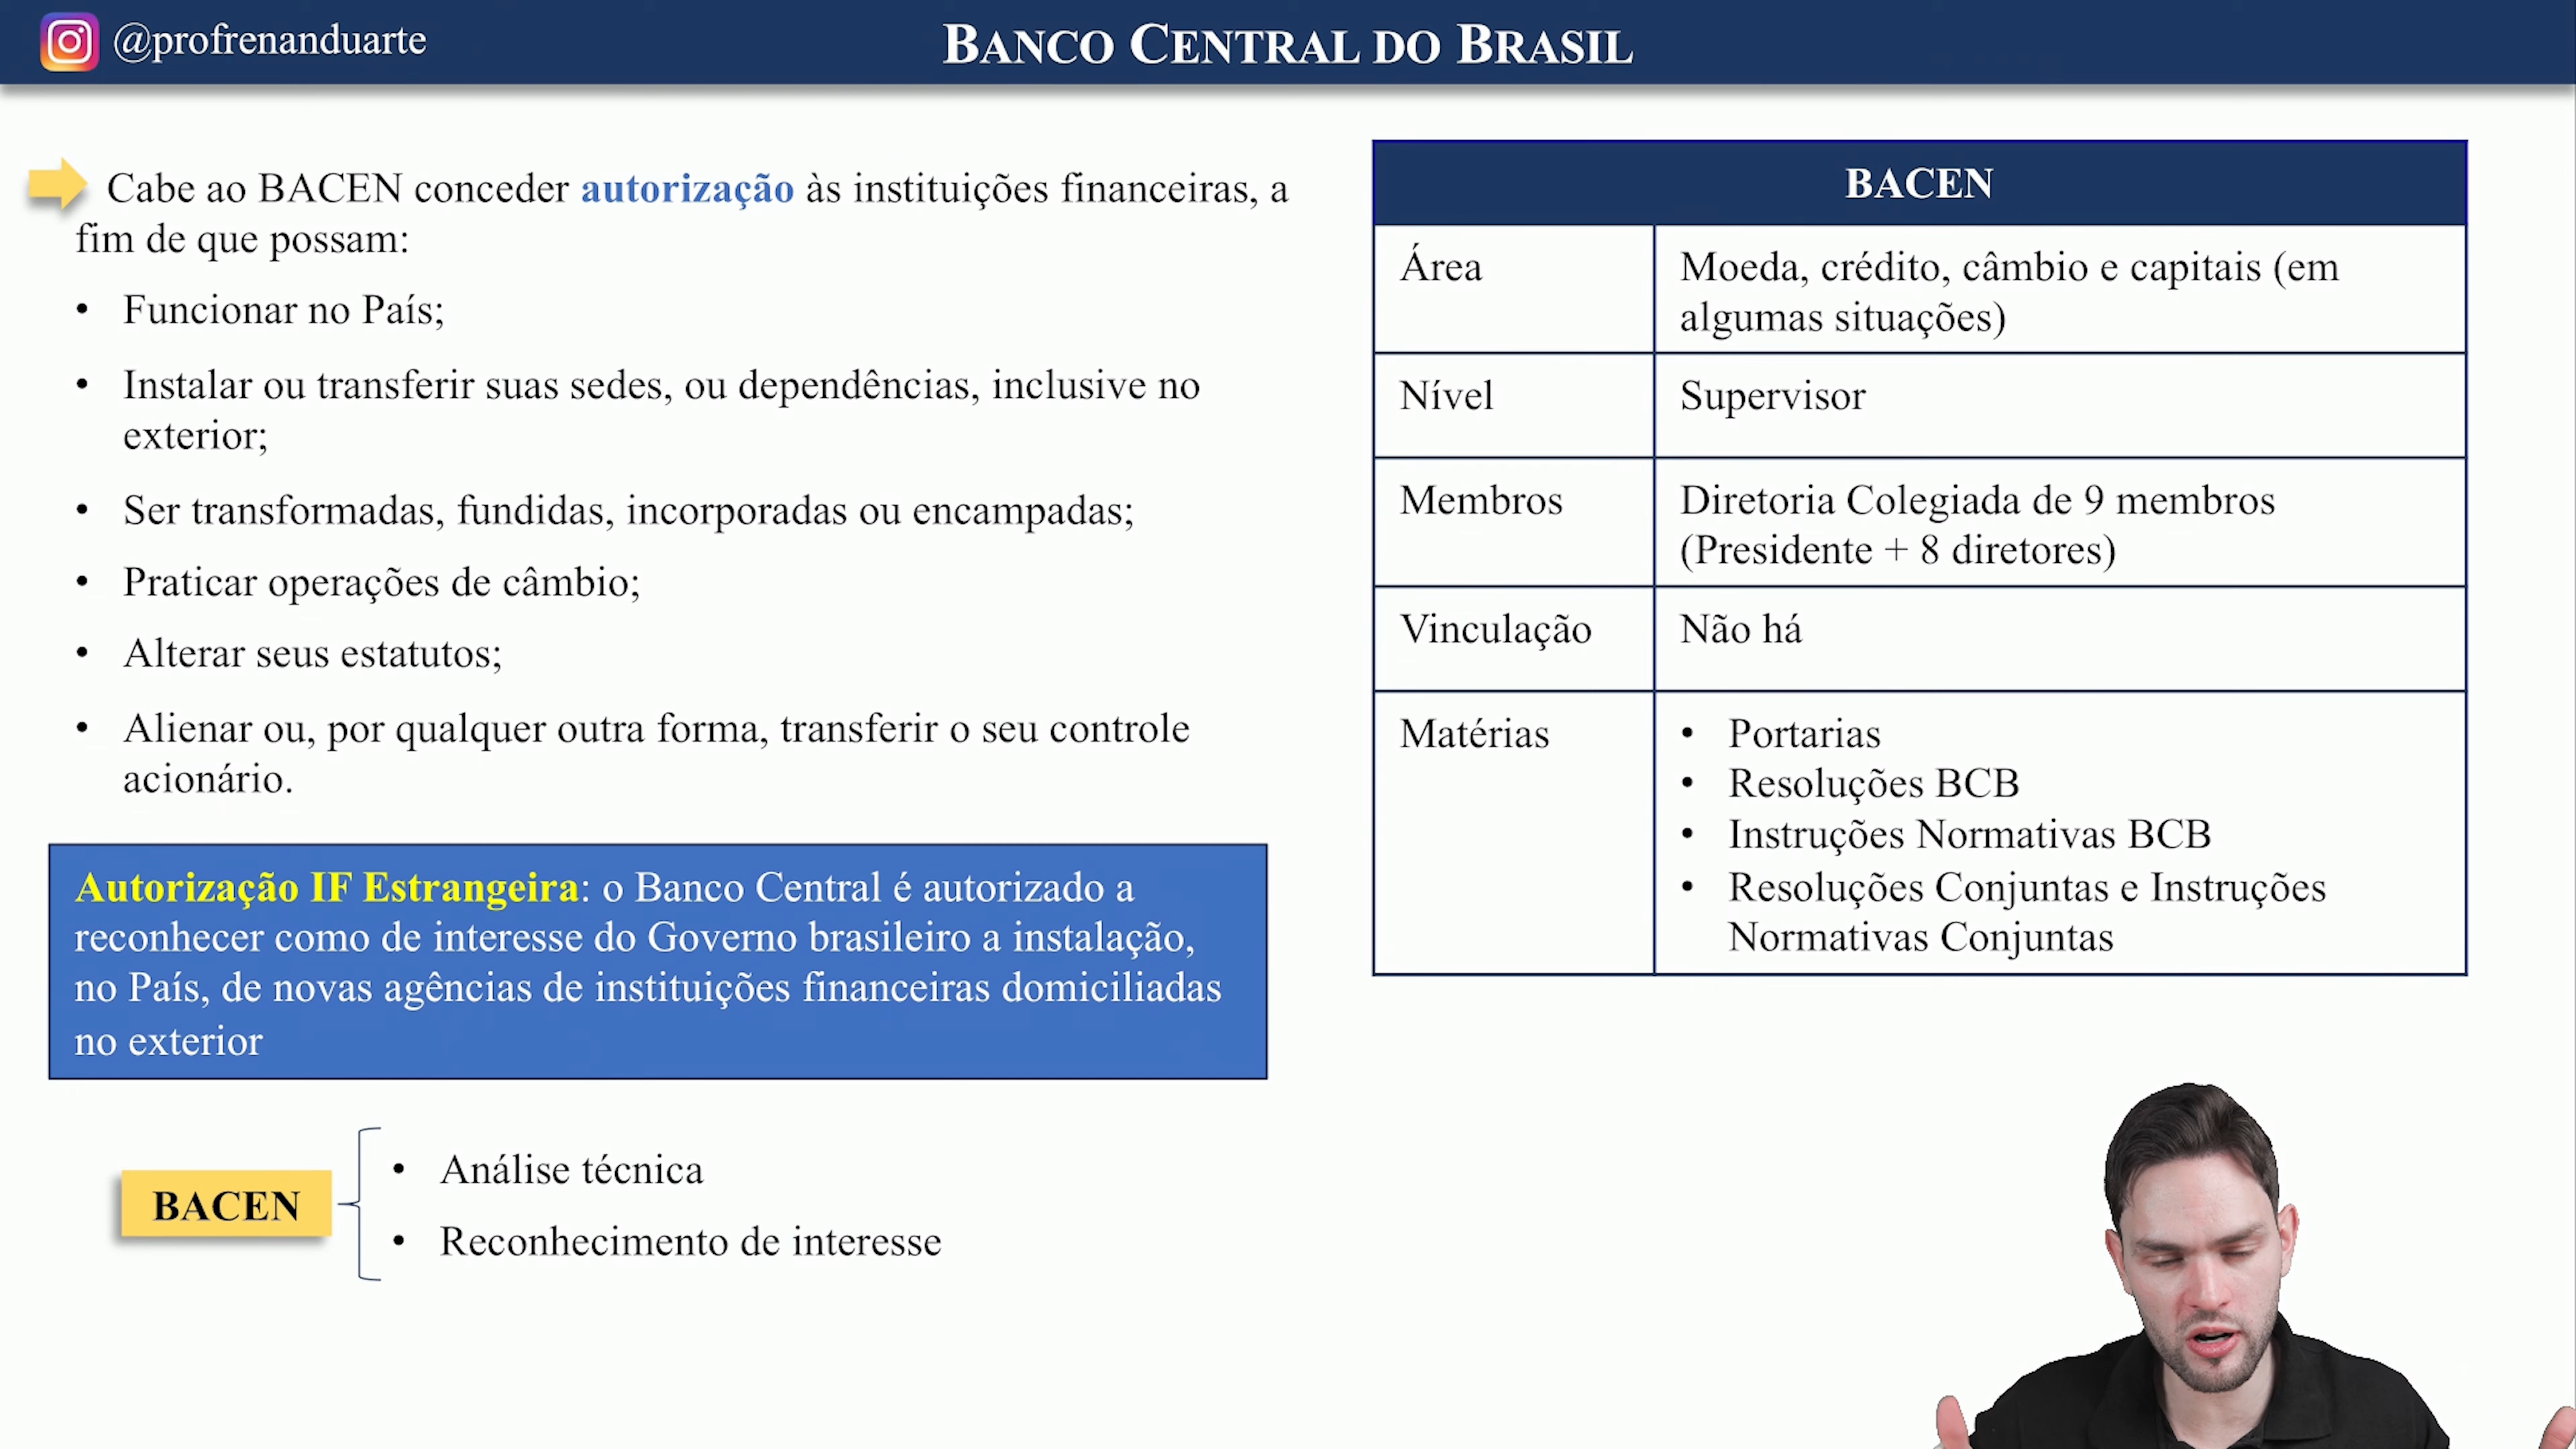 @profrenanduarte
BANCO CENTRAL DO BRASIL
Cabe ao BACEN conceder autorização às instituições financeiras, a
fim de que possam:
• Funcionar no País;
• Instalar ou transferir suas sedes, ou dependências, inclusive no
exterior;
• Ser transformadas, fundidas, incorporadas ou encampadas;
• Praticar operações de câmbio;
• Alterar seus estatutos;
• Alienar ou, por qualquer outra forma, transferir o seu controle
acionário.
Autorização IF Estrangeira: o Banco Central é autorizado a
reconhecer como de interesse do Governo brasileiro a instalação,
no País, de novas agências de instituições financeiras domiciliadas
no exterior
BACEN
• Análise técnica
• Reconhecimento de interesse
BACEN
Área
Moeda, crédito, câmbio e capitais (em
algumas situações)
Nível
Supervisor
Membros
Diretoria Colegiada de 9 membros
(Presidente + 8 diretores)
Vinculação
Não há
Matérias
• Portarias
• Resoluções BCB
• Instruções Normativas BCB
• Resoluções Conjuntas e Instruções
Normativas Conjuntas